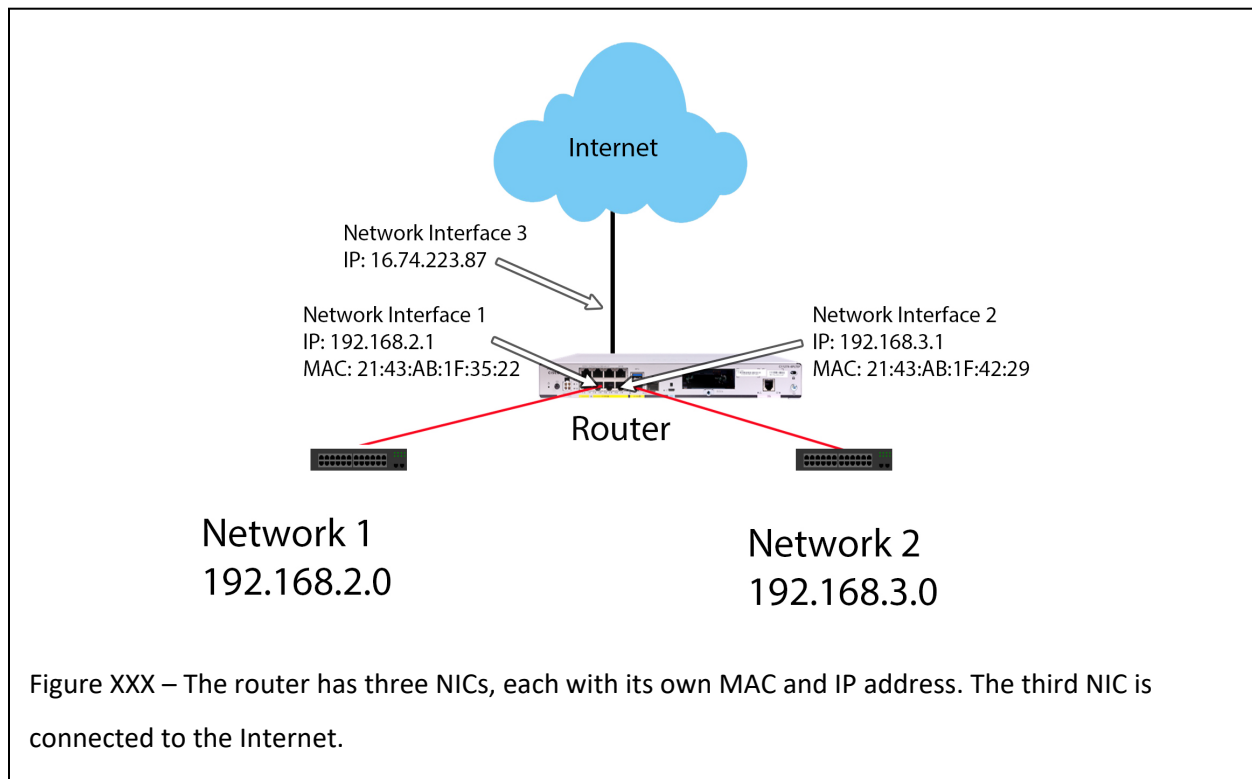 Internet
Network Interface 3
IP: 16.74.223.87
Network Interface 1
IP: 192.168.2.1
MAC: 21:43:AB:1F:35:22
Network Interface 2
IP: 192.168.3.1
MAC: 21:43:AB:1F:42:29
Router
Network 1
192.168.2.0
Network 2
192.168.3.0
Figure XXX – The router has three NICs, each with its own MAC and IP address. The third NIC is
connected to the Internet.